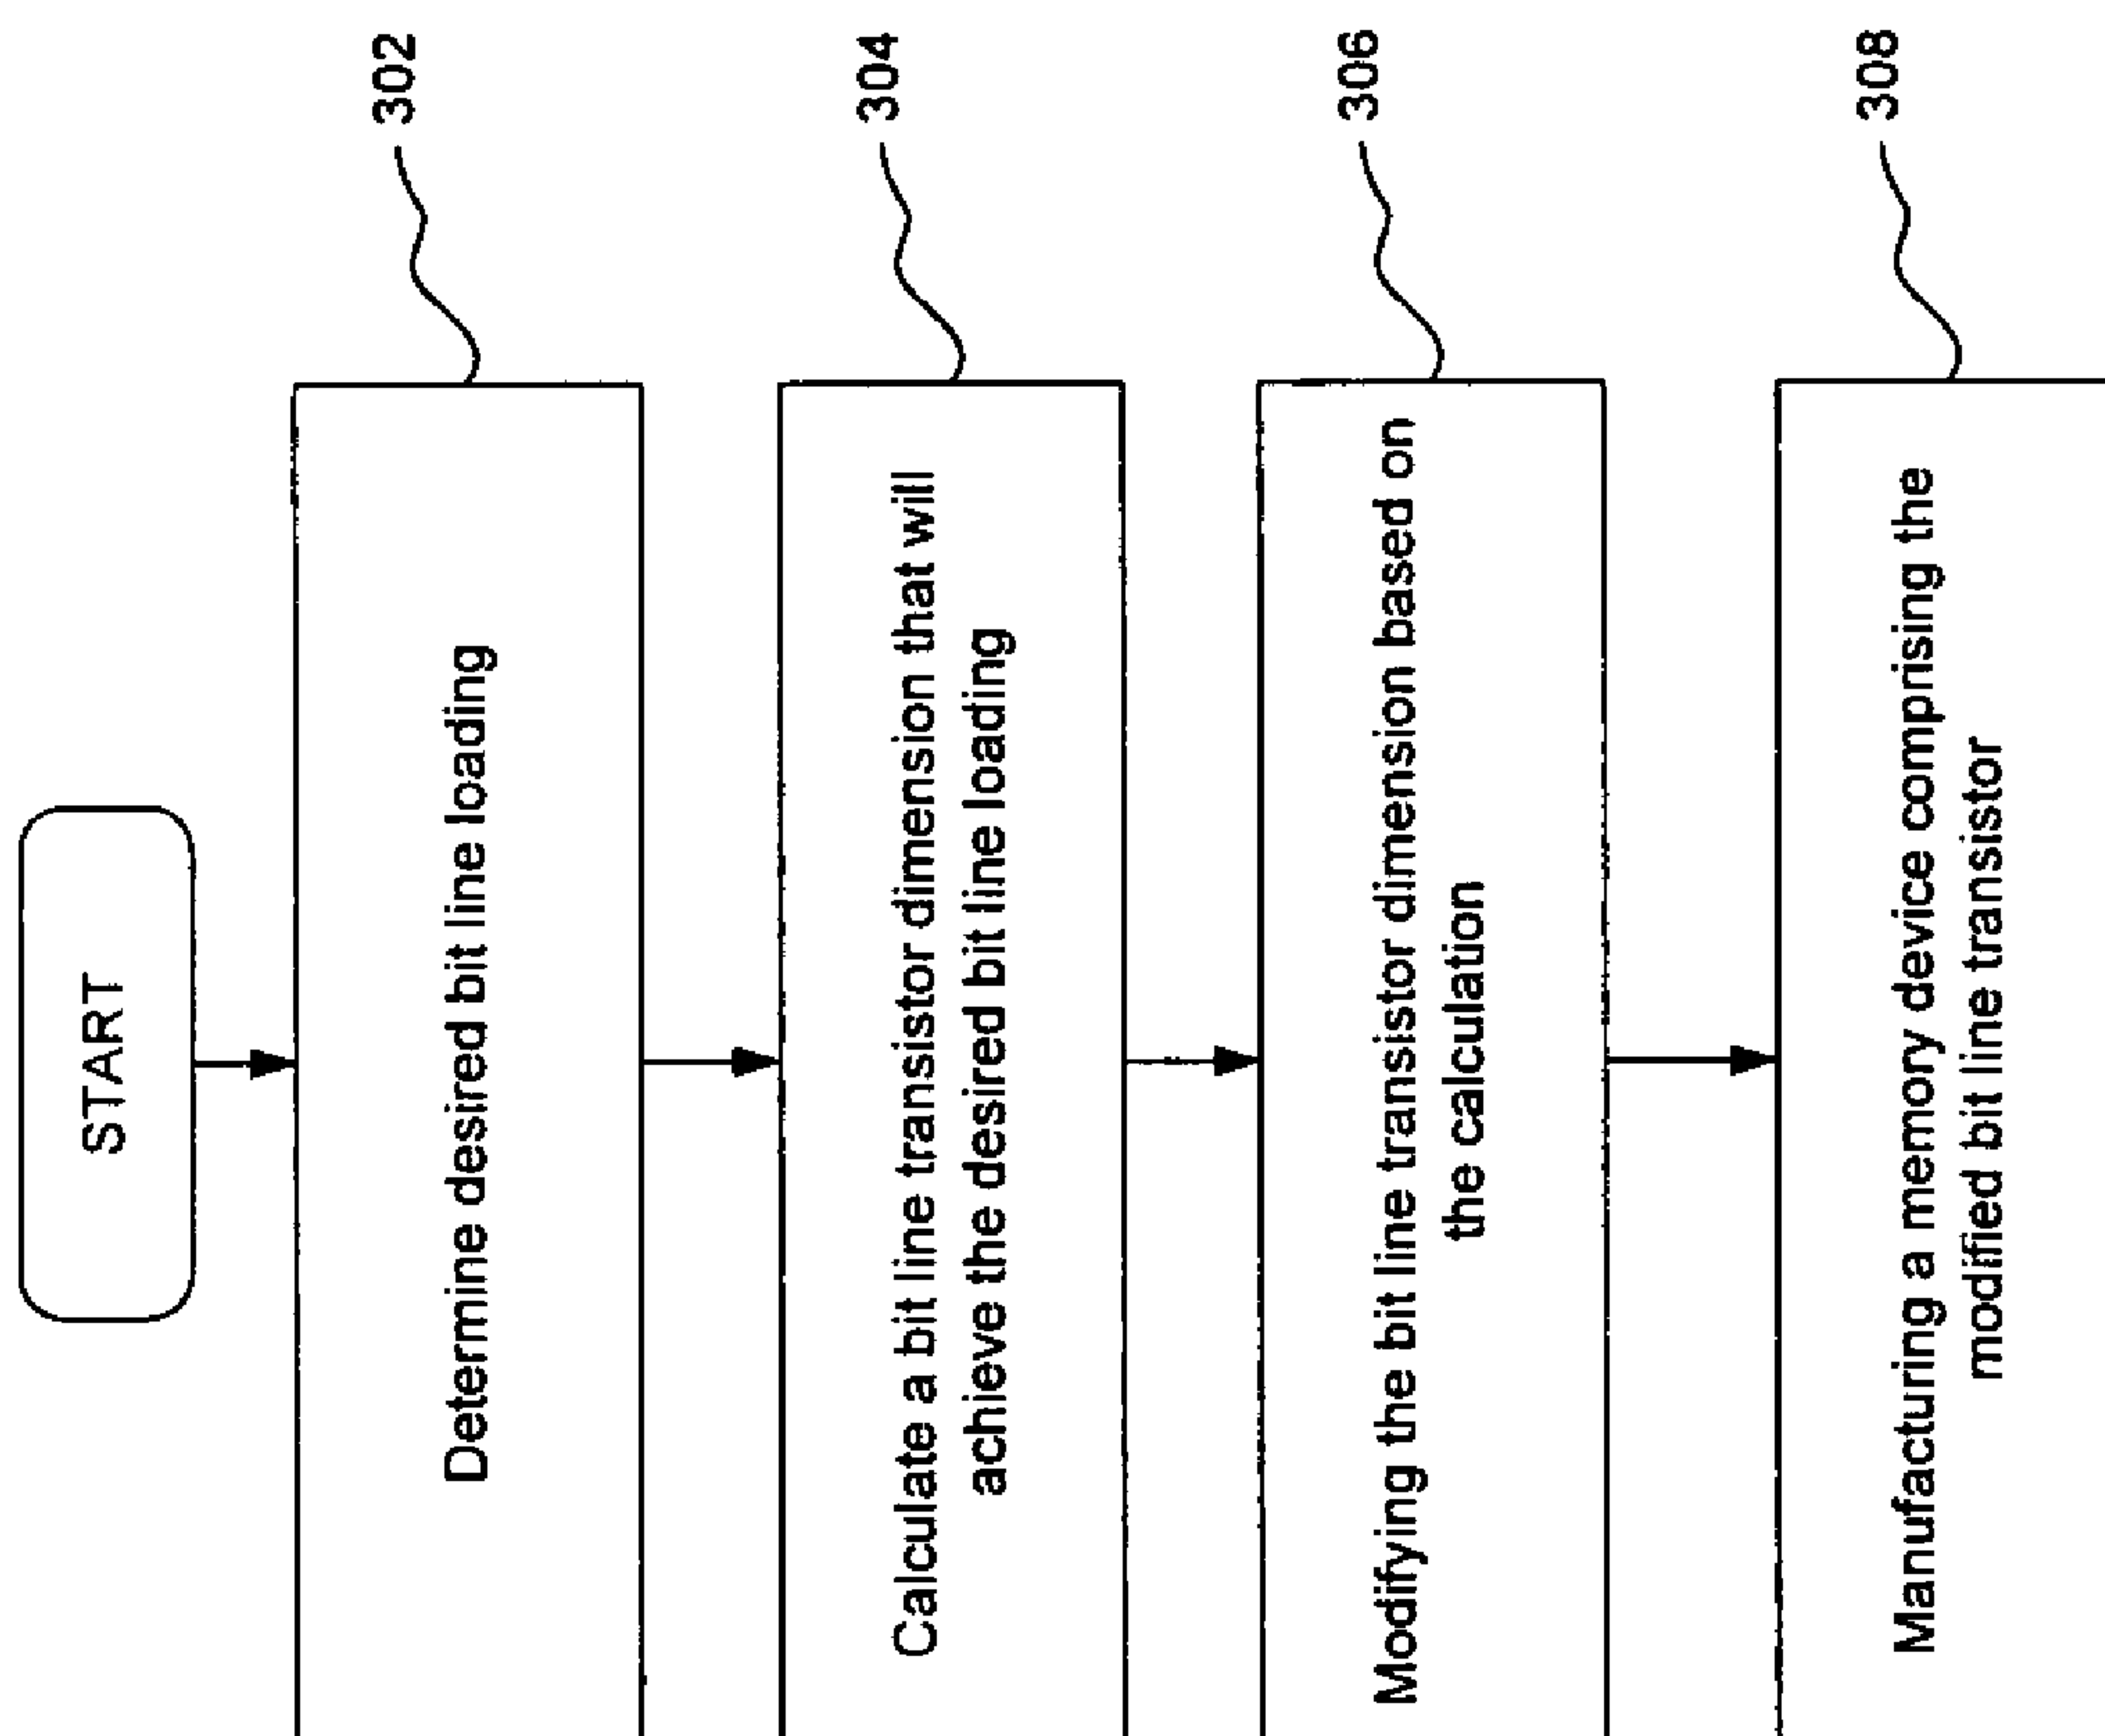 START
Determine desired bit line loading
302
Calculate a bit line transistor dimension that will
achieve the desired bit line loading
304
Modifying the bit line transistor dimension based on
the calculation
306
Manufacturing a memory device comprising the
modified bit line transistor
308